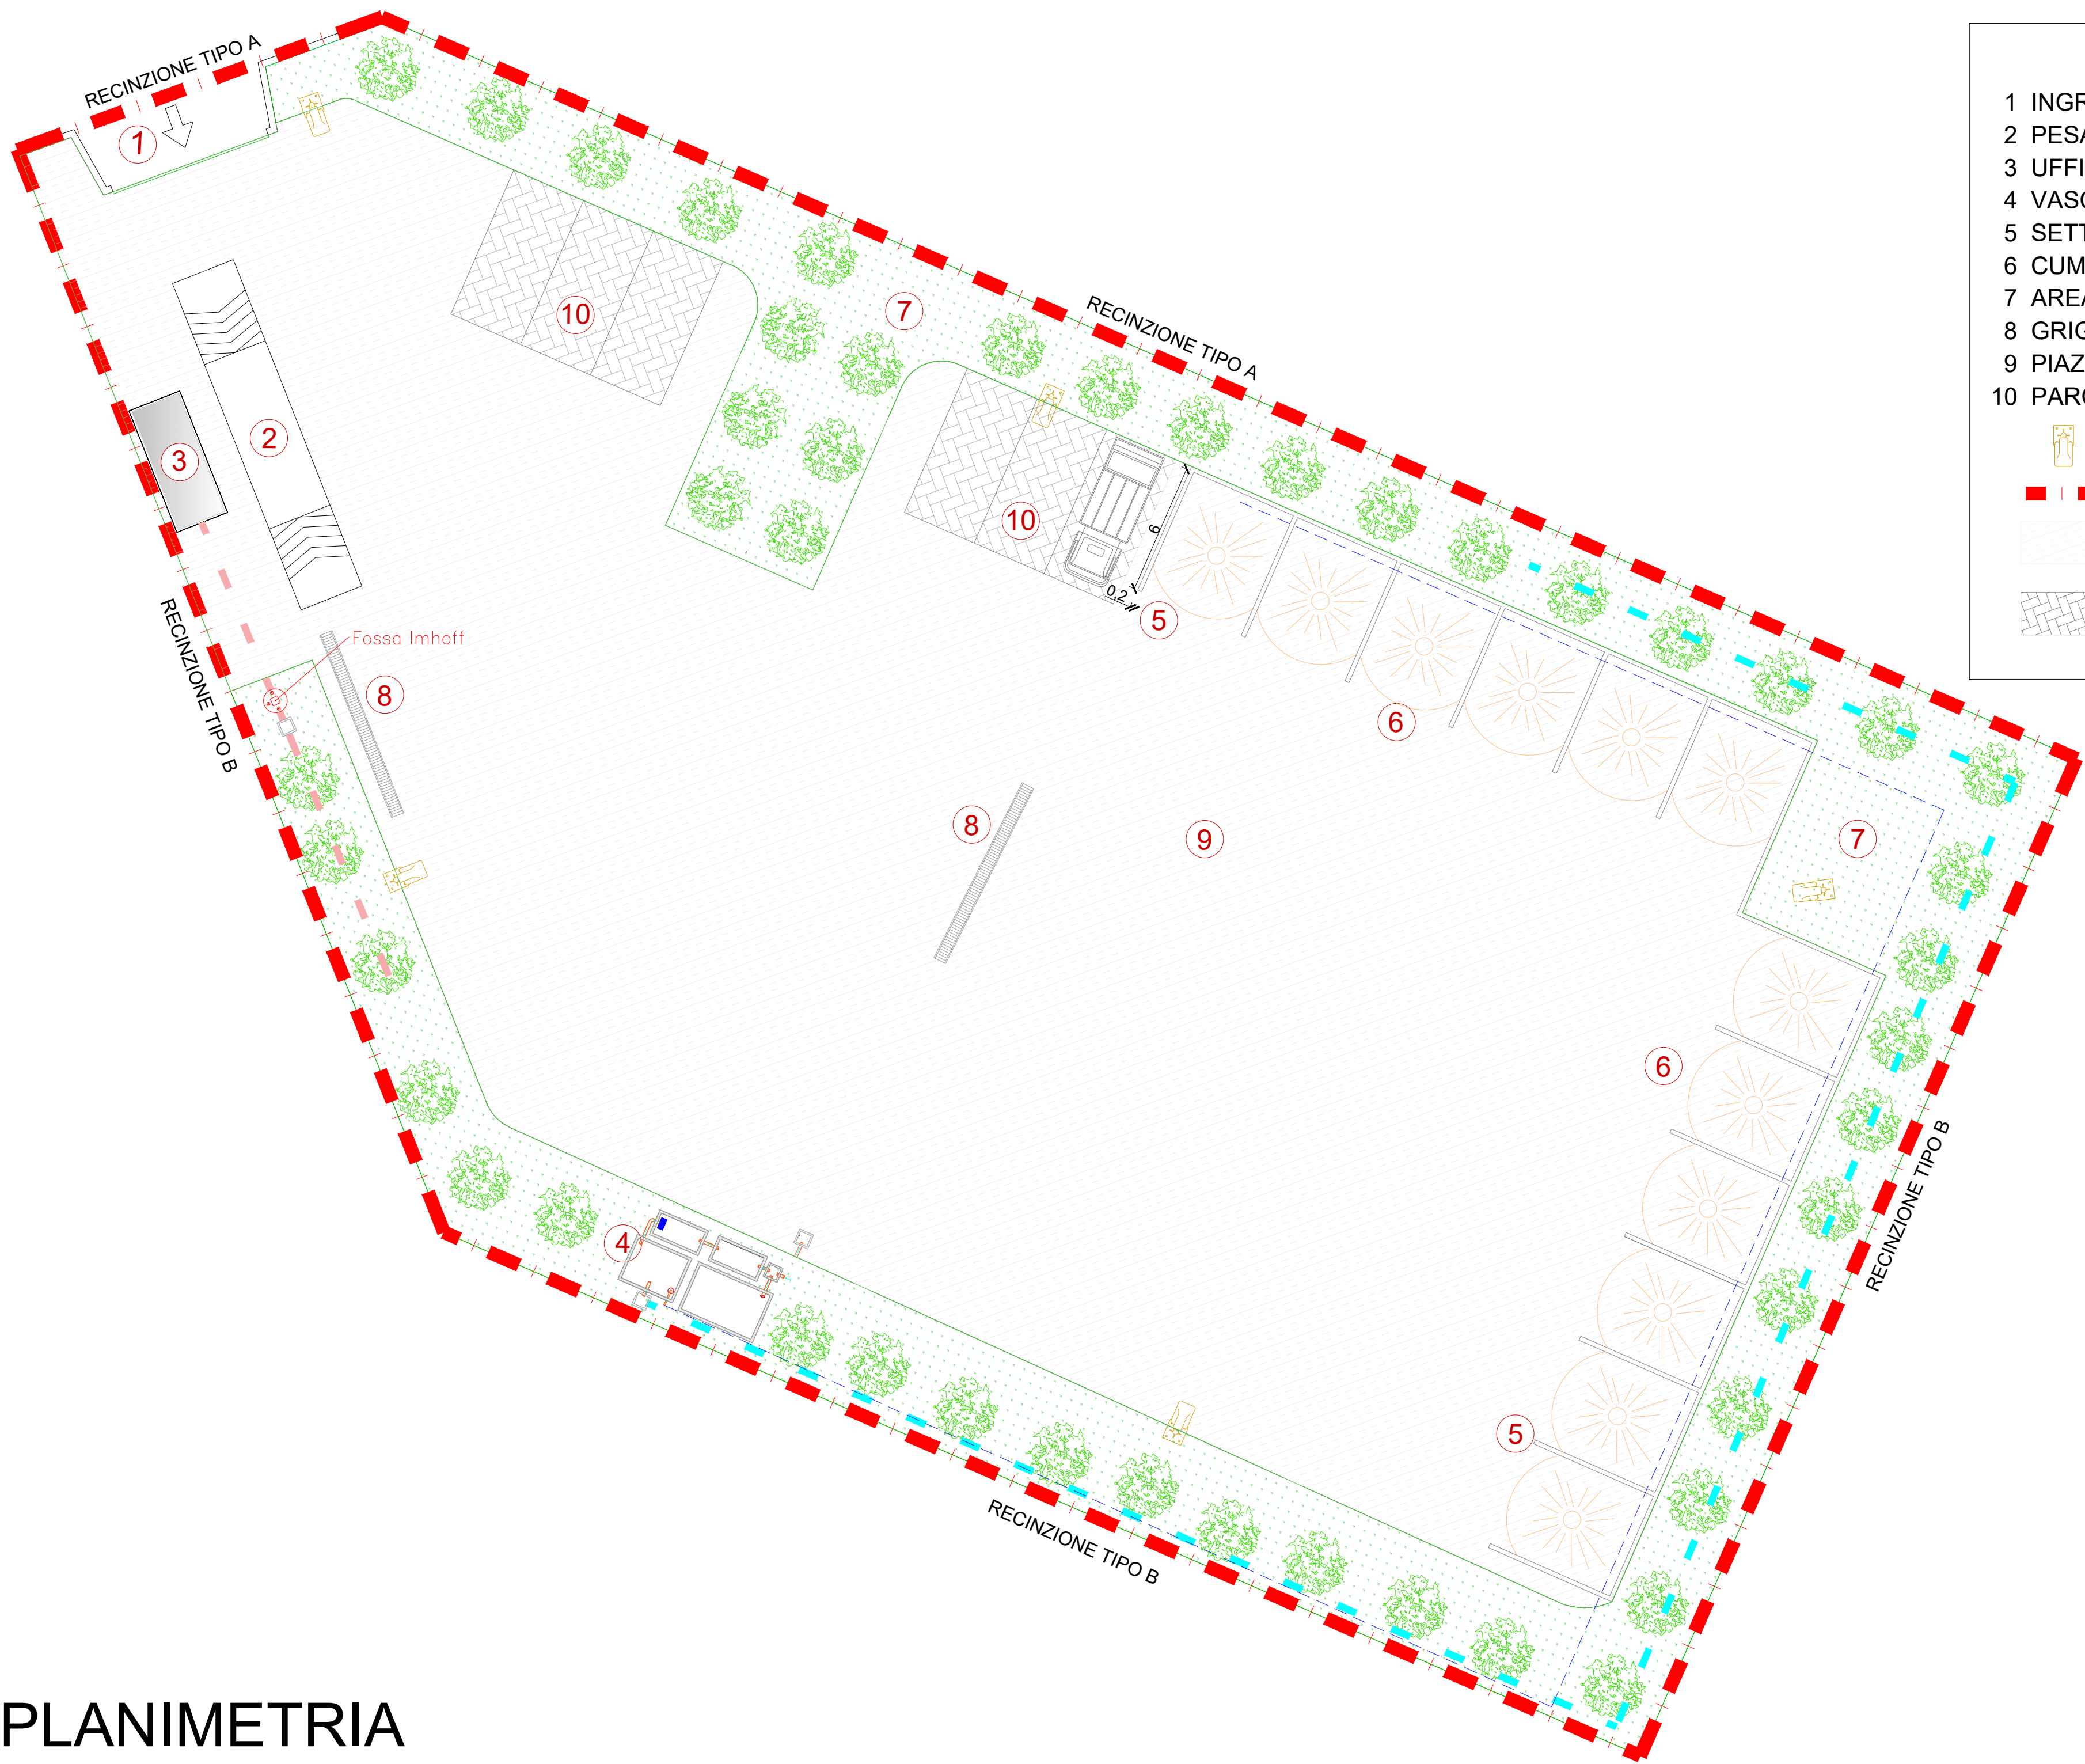 RECINZIONE TIPO A
1
1 INGR
2 PESA
3 UFFI
4 VASC
5 SETT
6 CUM
7 AREA
8 GRIG
9 PIAZ
10 PARC
10
7
RECINZIONE TIPO A
2
3
10
6
0,2
5
Fossa Imhoff
RECINZIONE TIPO B
8
6
8
9
7
6
RECINZIONE TIPO B
4
5
RECINZIONE TIPO B
PLANIMETRIA